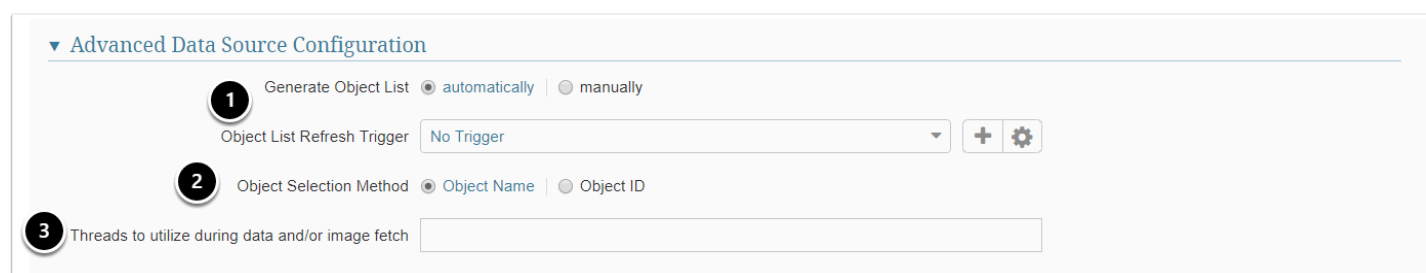 Advanced Data Source Configuration
Generate Object List automatically manually
1
Object List Refresh Trigger No Trigger
2 Object Selection Method Object Name Object ID
3 Threads to utilize during data and/or image fetch